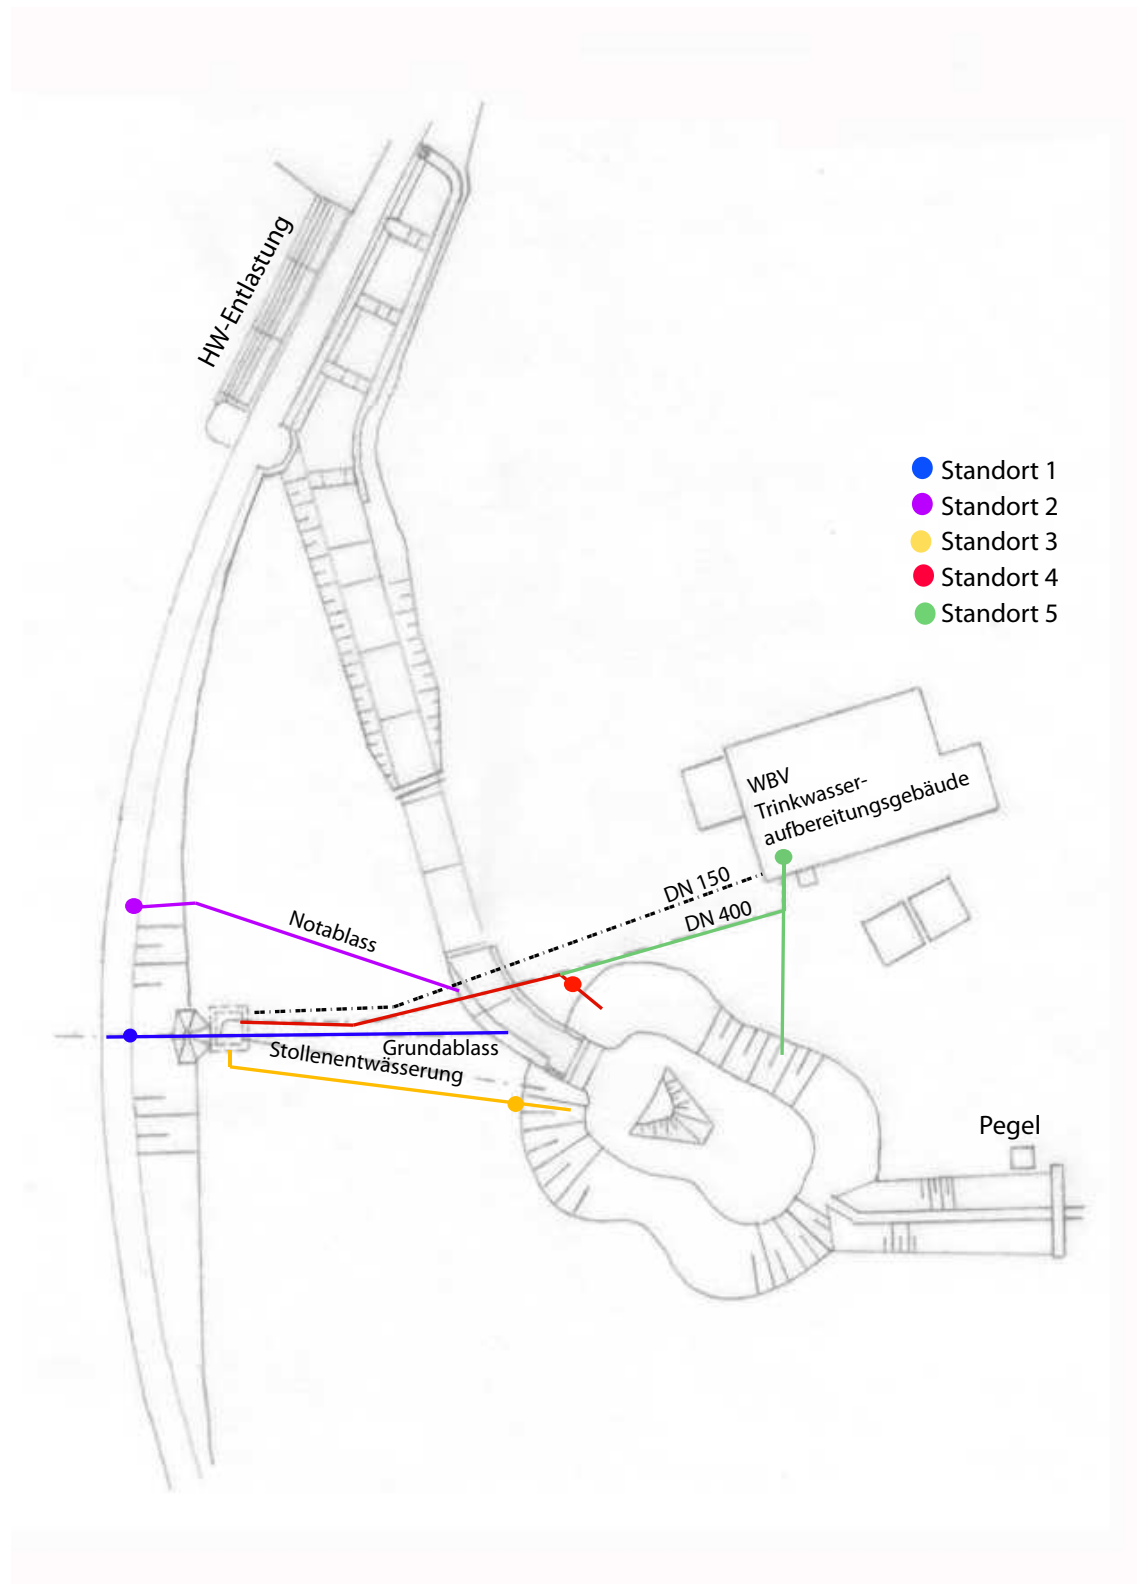 HW-Entlastung
Standort 1
Standort 2
Standort 3
Standort 4
Standort 5
WBV
Trinkwasser-
aufbereitungsgebäude
DN 150
DN 400
Notablass
Grundablass
Stollenentwässerung
Pegel